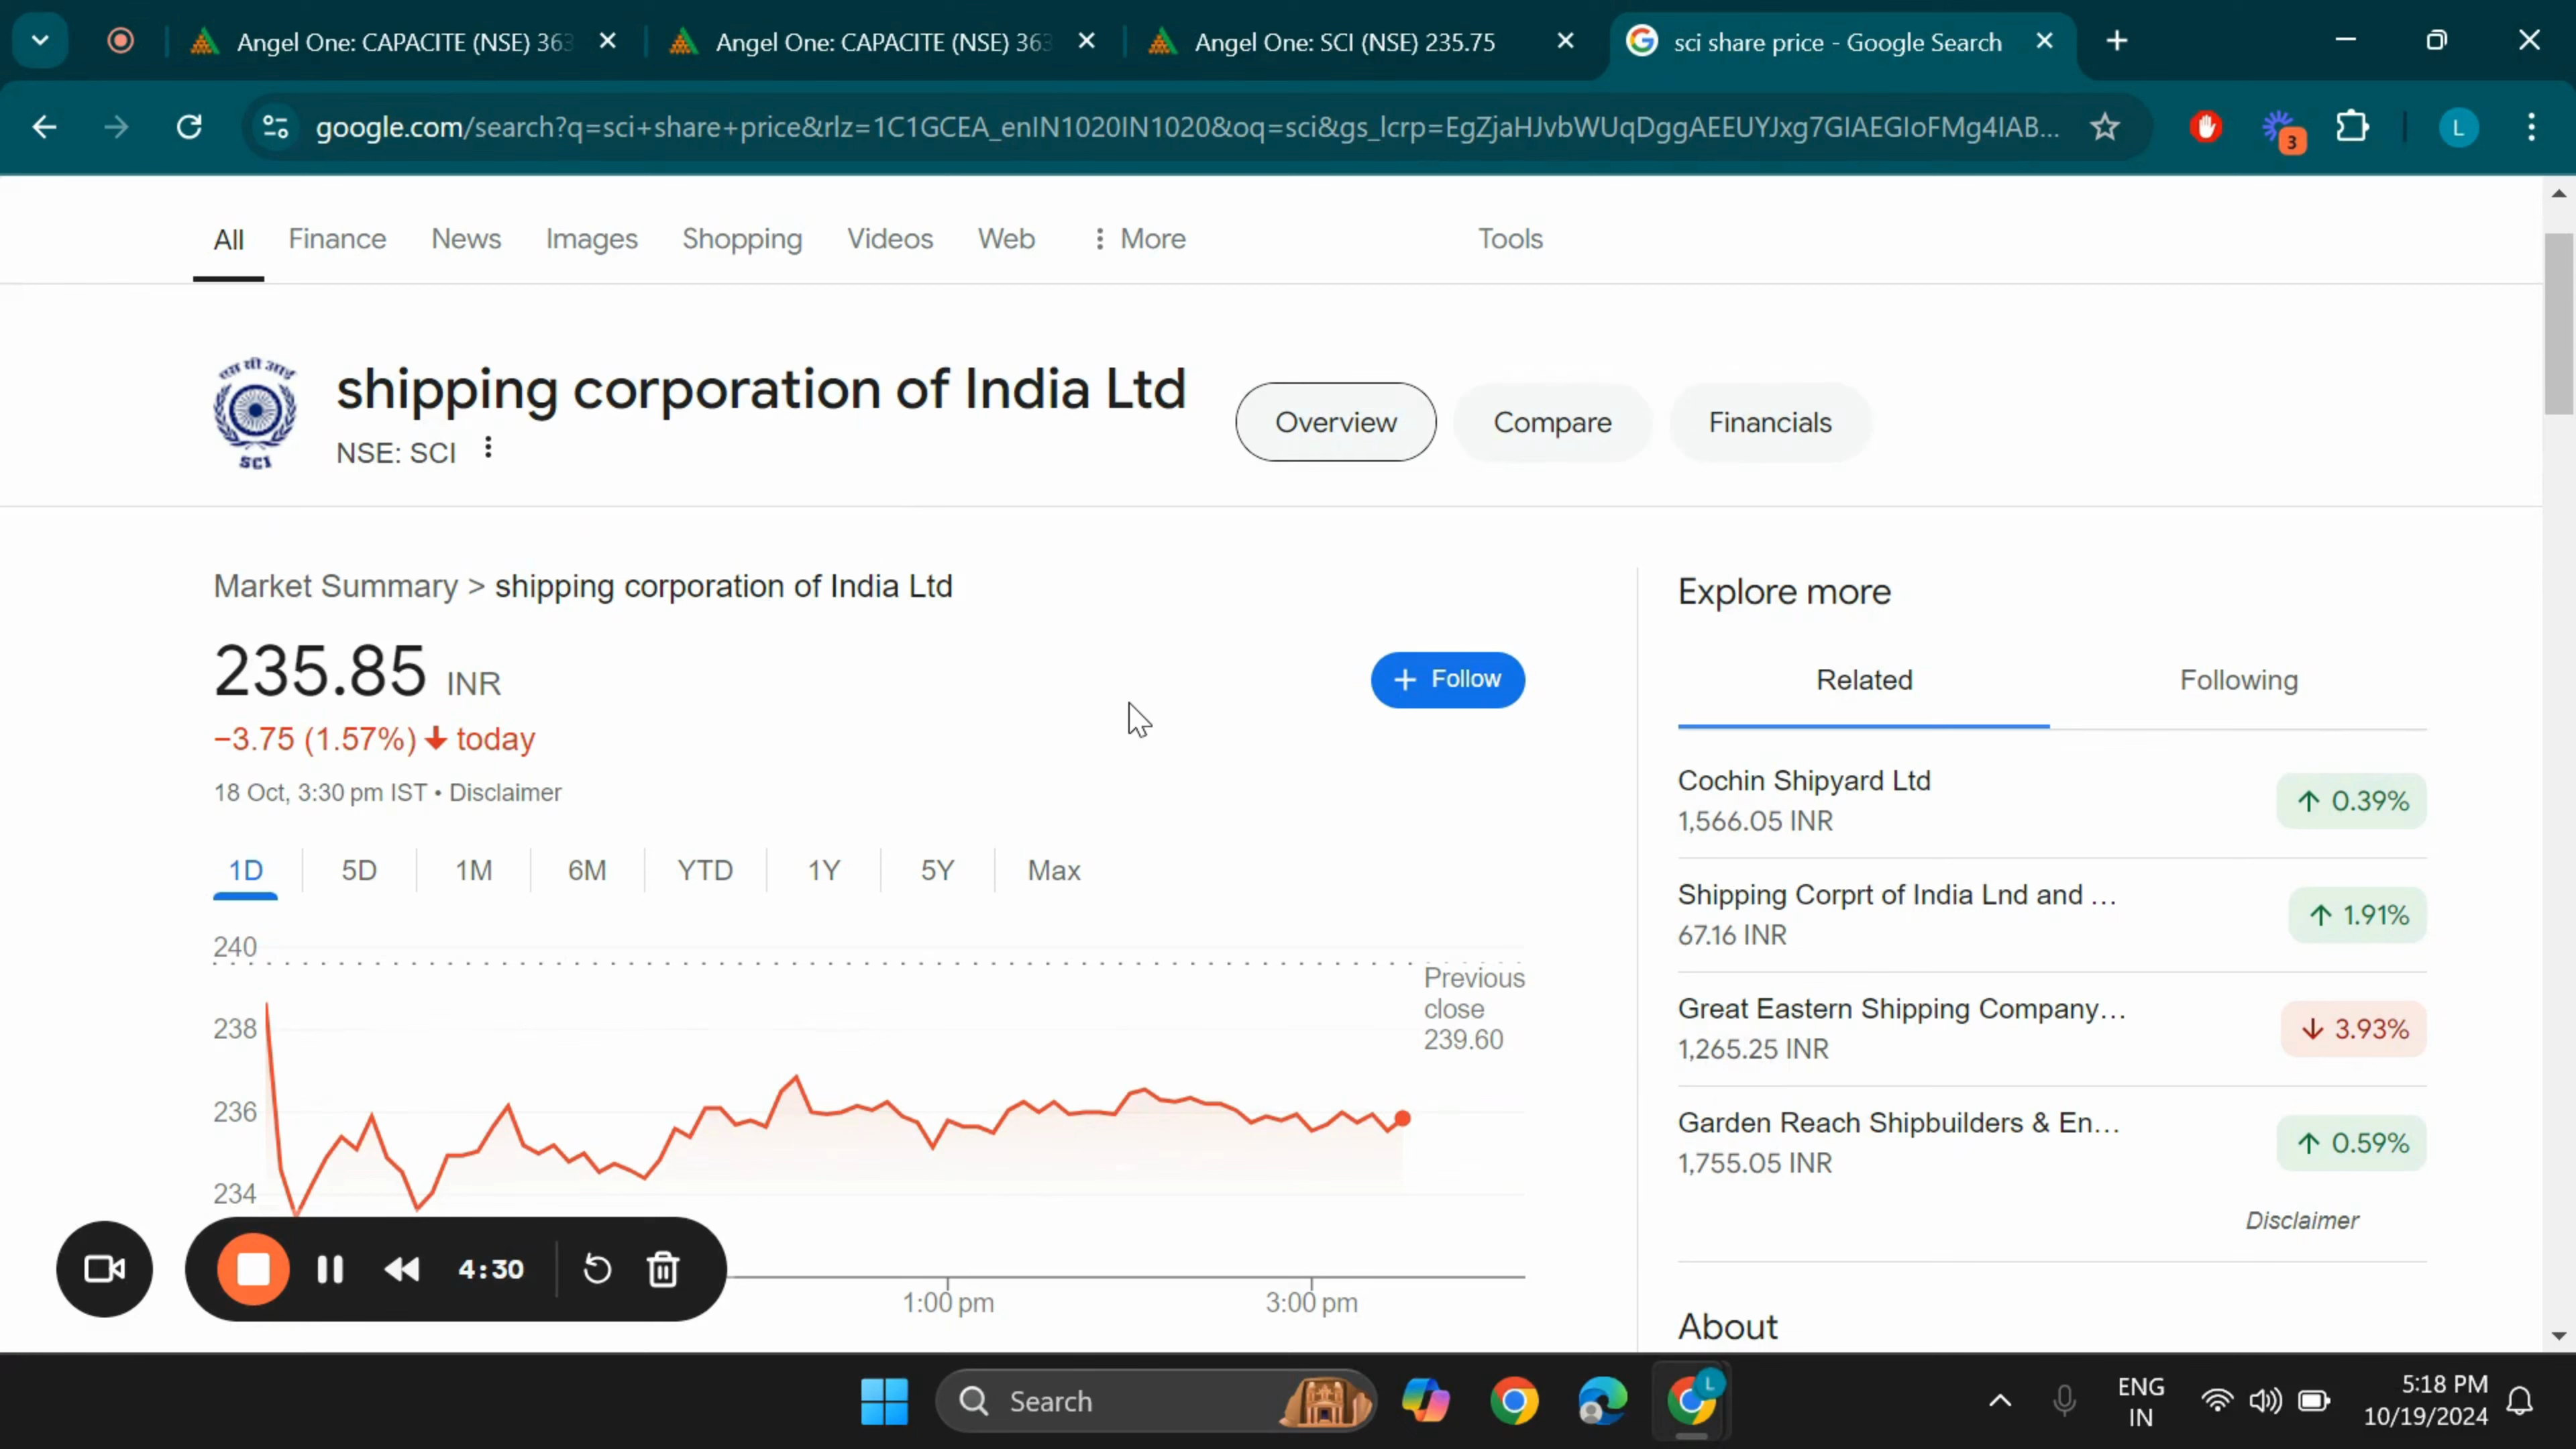 Angel One: CAPACITE (NSE) 363
Angel One: CAPACITE (NSE) 363
Angel One: SCI (NSE) 235.75
sci share price - Google Search
google.com/search?q=sci+share+price&rlz=1C1GCEA_enIN1020IN1020&oq=sci&gs_lcrp=EgZjaHJvbWUqDggAEEUYJxg7GIAEGIoFMg4IAB...
3
L
All
Finance
News
Images
Shopping
Videos
Web
More
Tools
एस सी आइ
SCI
shipping corporation of India Ltd
NSE: SCI
Overview
Compare
Financials
Market Summary > shipping corporation of India Ltd
235.85 INR
+ Follow
−3.75 (1.57%) today
18 Oct, 3:30 pm IST • Disclaimer
1D
5D
1M
6M
YTD
1Y
5Y
Max
240
238
236
234
Previous
close
239.60
1:00 pm
3:00 pm
Explore more
Related
Following
Cochin Shipyard Ltd
1,566.05 INR
0.39%
Shipping Corprt of India Lnd and ...
67.16 INR
1.91%
Great Eastern Shipping Company...
1,265.25 INR
3.93%
Garden Reach Shipbuilders & En...
1,755.05 INR
0.59%
Disclaimer
About
4:30
Search
L
ENG
IN
5:18 PM
10/19/2024